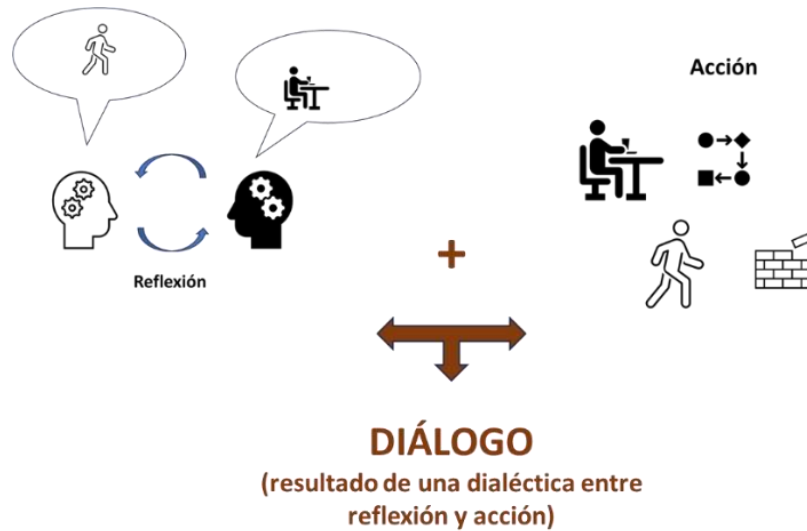 Acción
Reflexión
+
DIÁLOGO
(resultado de una dialéctica entre
reflexión y acción)